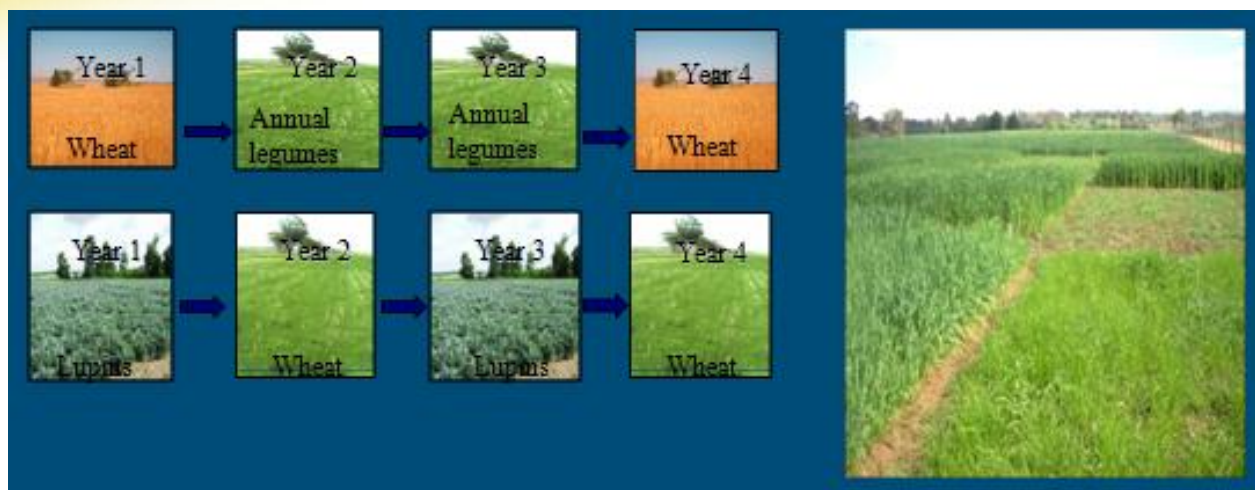 Year 1
Wheat
Year 2
Annual
legumes
Year 3
Annual
legumes
Year 4
Wheat
Year 1
Lupins
Year 2
Wheat
Year 3
Lupins
Year 4
Wheat